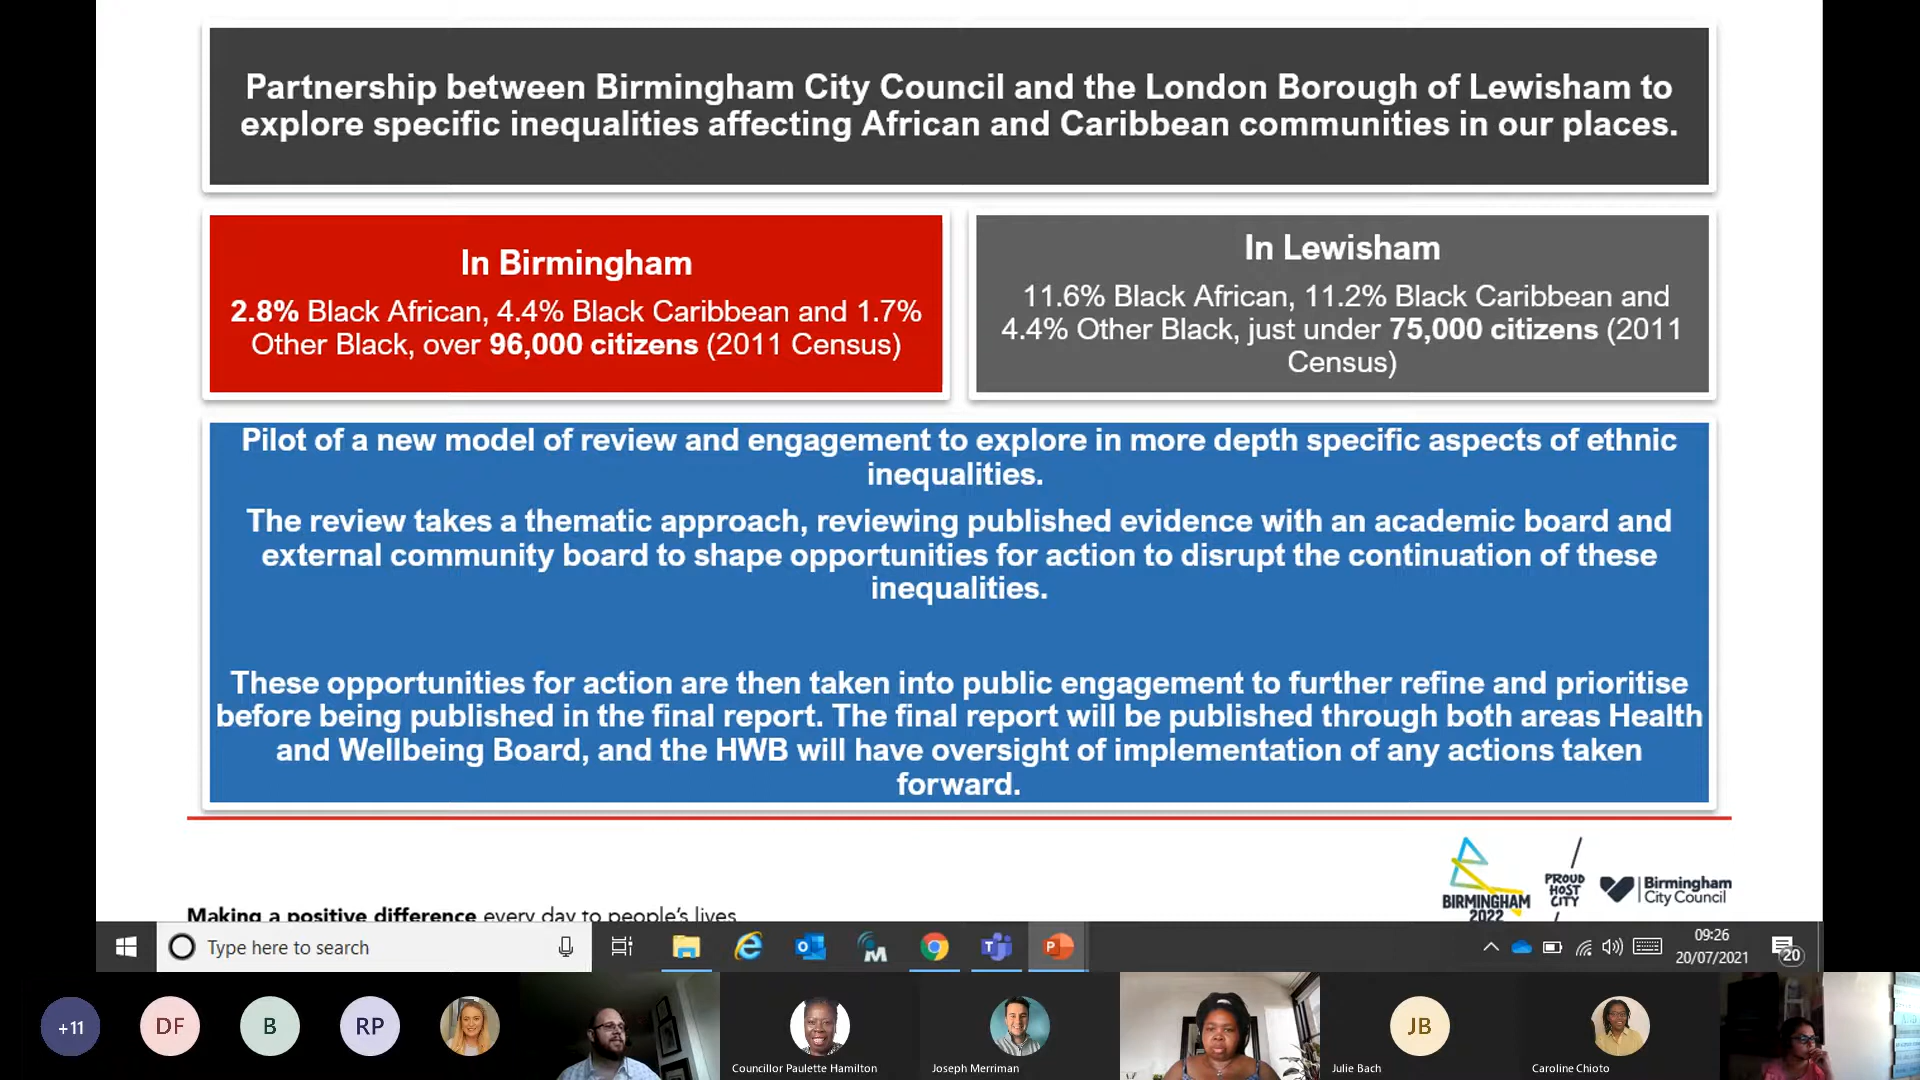 Partnership between Birmingham City Council and the London Borough of Lewisham to
explore specific inequalities affecting African and Caribbean communities in our places.
In Birmingham
2.8% Black African, 4.4% Black Caribbean and 1.7%
Other Black, over 96,000 citizens (2011 Census)
In Lewisham
11.6% Black African, 11.2% Black Caribbean and
4.4% Other Black, just under 75,000 citizens (2011
Census)
Pilot of a new model of review and engagement to explore in more depth specific aspects of ethnic
inequalities.
The review takes a thematic approach, reviewing published evidence with an academic board and
external community board to shape opportunities for action to disrupt the continuation of these
inequalities.
These opportunities for action are then taken into public engagement to further refine and prioritise
before being published in the final report. The final report will be published through both areas Health
and Wellbeing Board, and the HWB will have oversight of implementation of any actions taken
forward.
BIRMINGHAM
2022
PROUD
HOST
CITY
Birmingham
City Council
Making a positive difference every day to people's lives
Type here to search
09:26
20/07/2021
20
+11
DF
B
RP
Councillor Paulette Hamilton
Joseph Merriman
JB
Julie Bach
Caroline Chioto